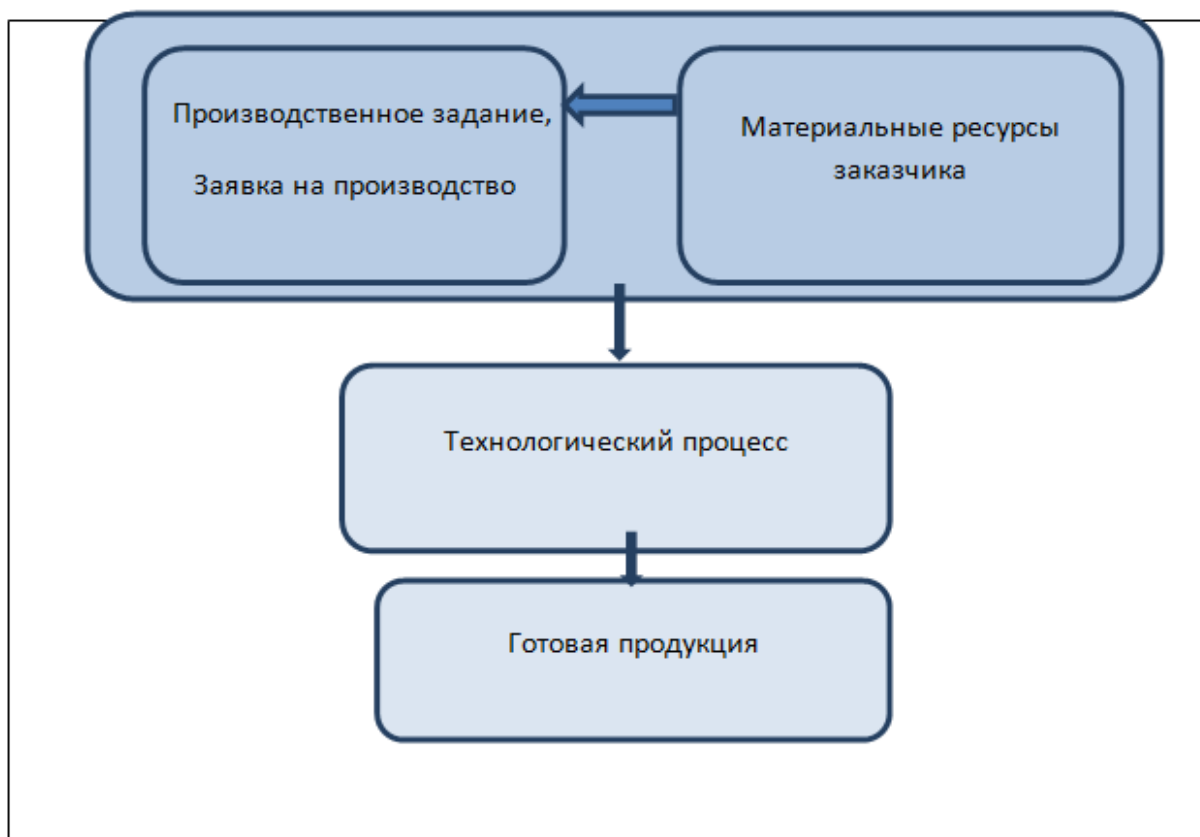 Производственное задание,
Заявка на производство
Материальные ресурсы
заказчика
Технологический процесс
Готовая продукция